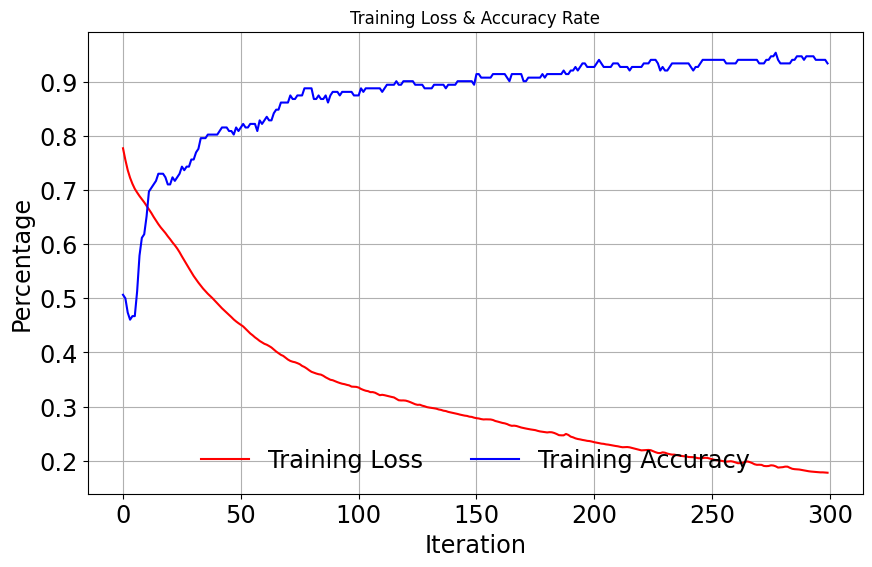 Training Loss & Accuracy Rate
Percentage
0.9
0.8
0.7
0.6
0.5
0.4
0.3
0.2
Training Loss Training Accuracy
0 50 100 150 200 250 300
Iteration